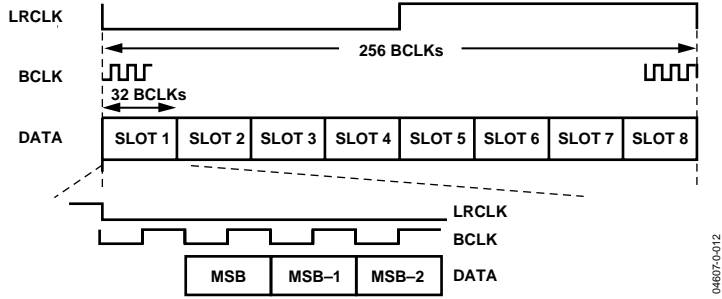 LRCLK
256 BCLKs
BCLK
32 BCLKs
DATA
SLOT 1
SLOT 2
SLOT 3
SLOT 4
SLOT 5
SLOT 6
SLOT 7
SLOT 8
LRCLK
BCLK
MSB
MSB–1
MSB–2
DATA
04607-0-012